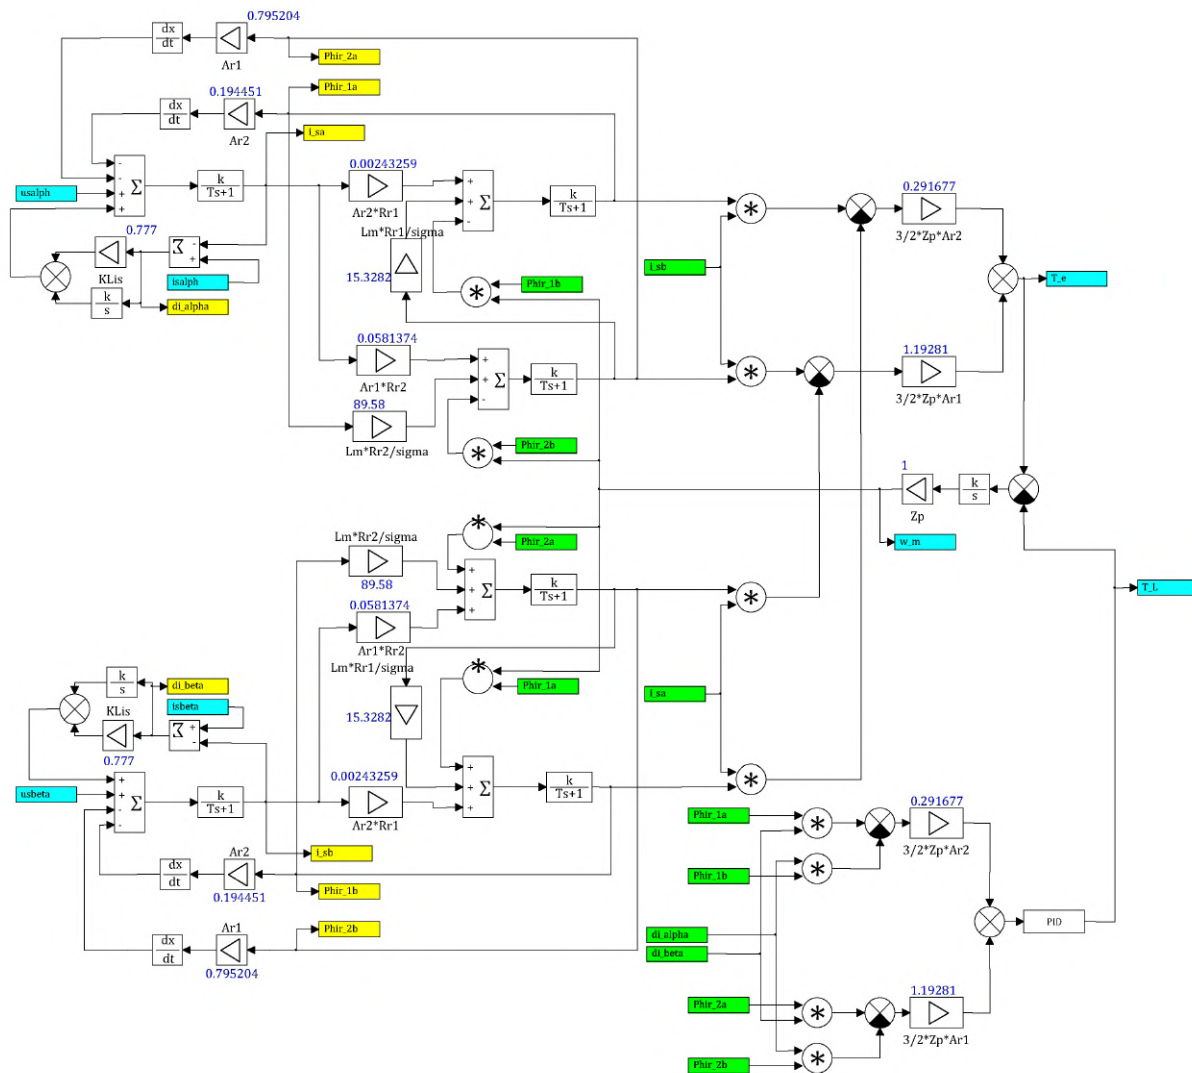 0.795204
dx
dt
Ar1
Phir_2a
Phir_1a
0.194451
dx
dt
Ar2
i_sa
usalph
-
-
+
+
Σ
k
Ts+1
0.00243259
Ar2*Rr1
+
+
-
Σ
k
Ts+1
Lm*Rr1/sigma
15.3282
0.777
KLis
Σ
-
+
isalph
k
s
di_alpha
Phir_1b
*
i_sb
*
0.291677
3/2*Zp*Ar2
T_e
0.0581374
Ar1*Rr2
+
+
-
Σ
k
Ts+1
*
1.19281
3/2*Zp*Ar1
89.58
Lm*Rr2/sigma
Phir_2b
*
1
Zp
k
s
w_m
T_L
*
Phir_2a
Lm*Rr2/sigma
89.58
+
+
+
Σ
k
Ts+1
*
0.0581374
Ar1*Rr2
Lm*Rr1/sigma
*
Phir_1a
i_sa
15.3282
k
s
di_beta
isbeta
KLis
0.777
Σ
+
-
usbeta
+
+
-
-
Σ
k
Ts+1
0.00243259
Ar2*Rr1
+
+
+
Σ
k
Ts+1
*
i_sb
dx
dt
Ar2
0.194451
Phir_1b
Phir_2b
dx
dt
Ar1
0.795204
Phir_1a
*
0.291677
3/2*Zp*Ar2
Phir_1b
*
di_alpha
di_beta
PID
Phir_2a
*
1.19281
3/2*Zp*Ar1
Phir_2b
*